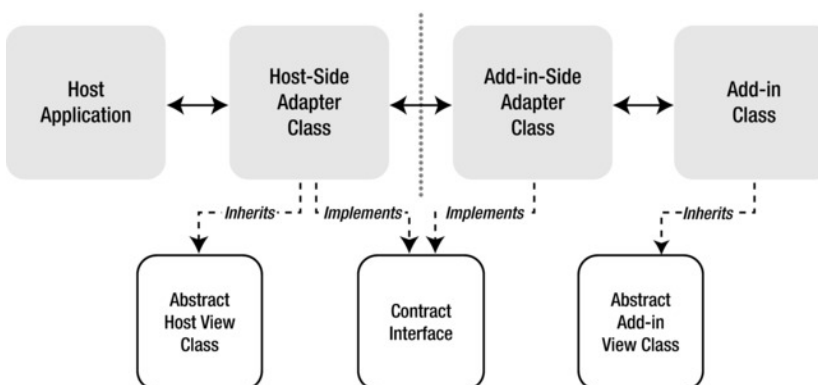 Host
Application
Host-Side
Adapter
Class
Add-in-Side
Adapter
Class
Add-in
Class
Inherits
Implements
Implements
Inherits
Abstract
Host View
Class
Contract
Interface
Abstract
Add-in
View Class